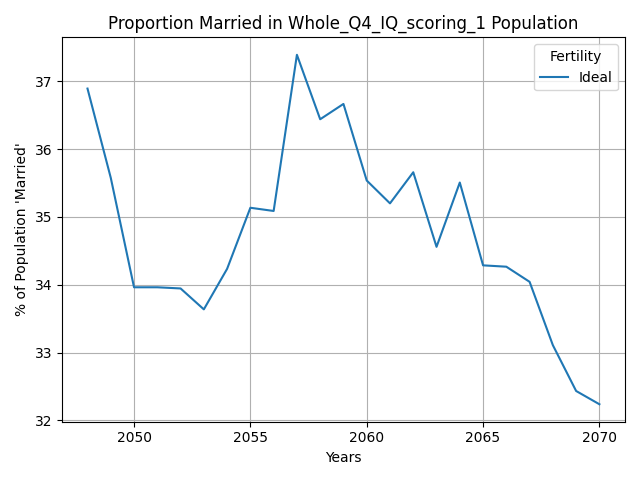 Proportion Married in Whole_Q4_IQ_scoring_1 Population
Fertility
Ideal
% of Population 'Married'
37
36
35
34
33
32
2050
2055
2060
2065
2070
Years